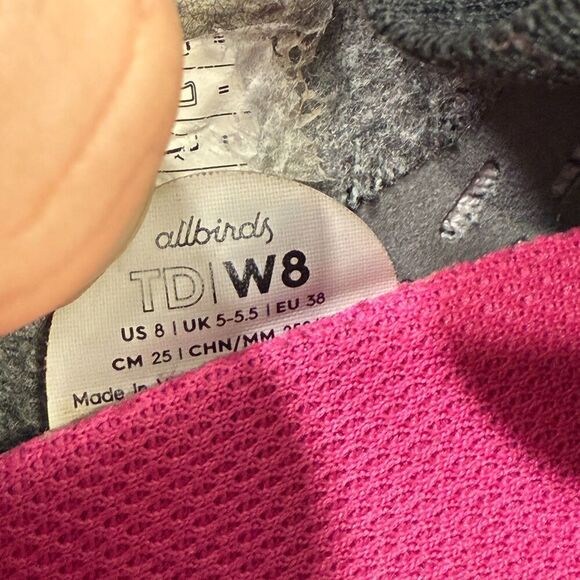 allbirds
TD|W8
US 8 | UK 5-5.5 | EU 38
CM 25 | CHN/MM
Made In